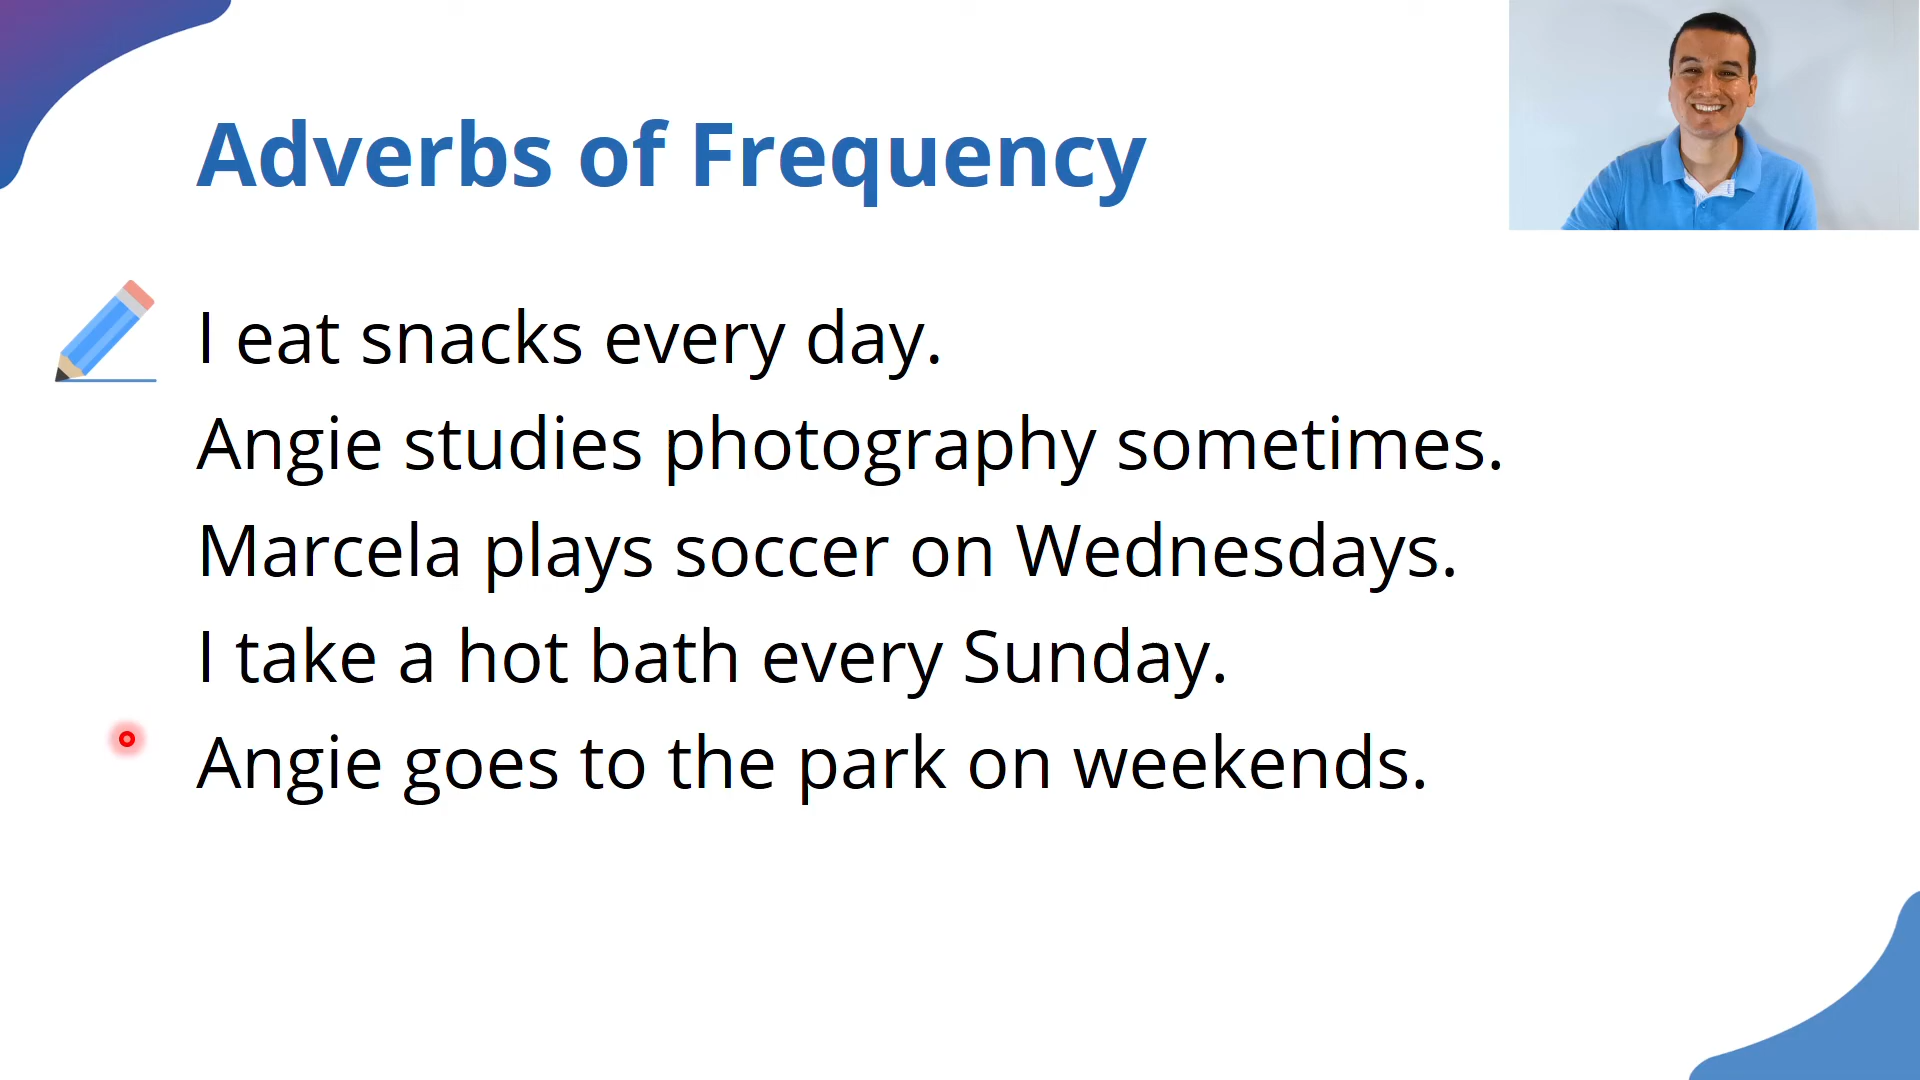 Adverbs of Frequency
I eat snacks every day.
Angie studies photography sometimes.
Marcela plays soccer on Wednesdays.
I take a hot bath every Sunday.
Angie goes to the park on weekends.